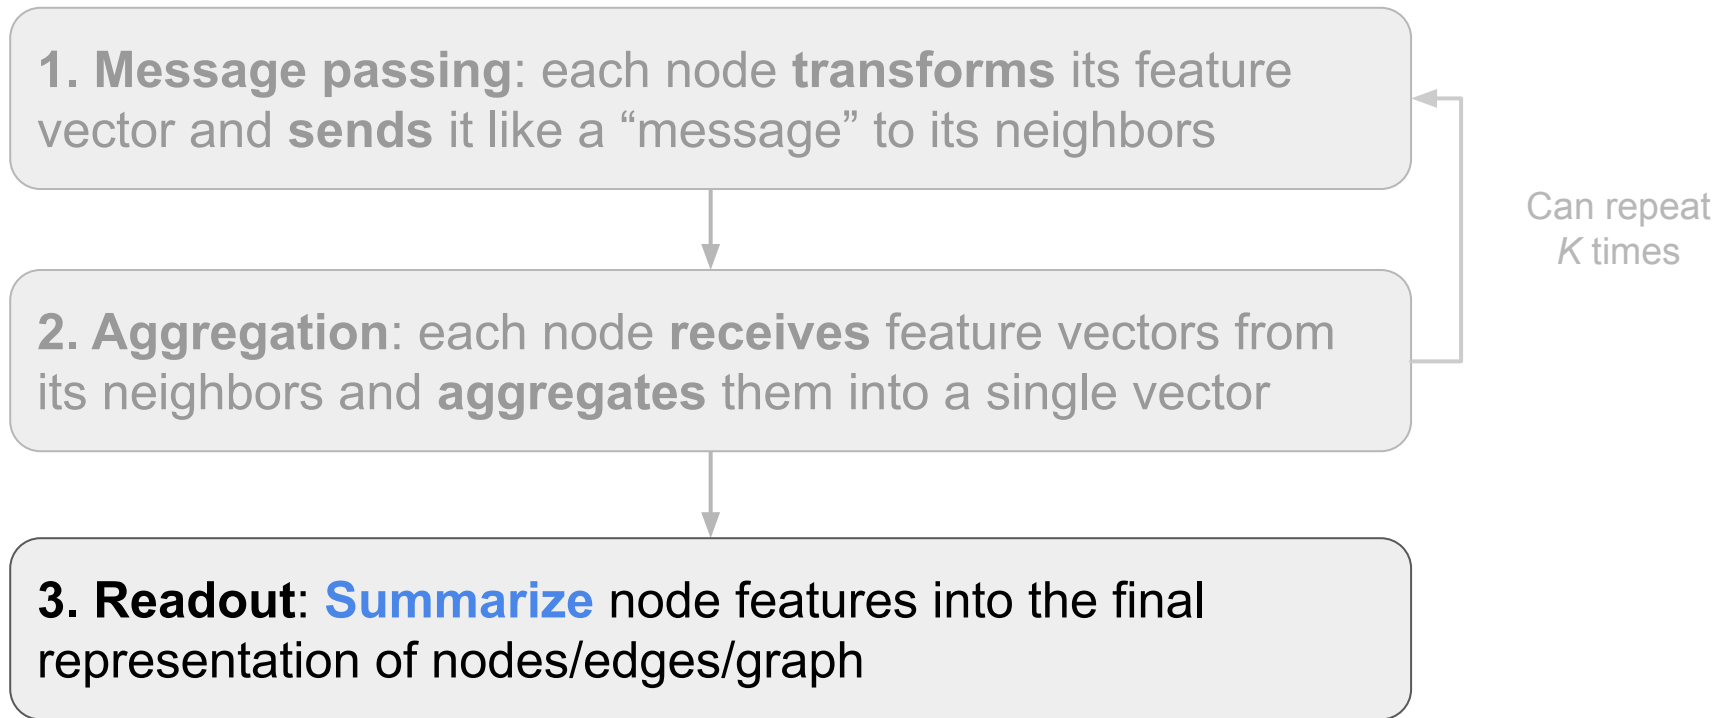 1. Message passing: each node transforms its feature
vector and sends it like a “message” to its neighbors
Can repeat
K times
2. Aggregation: each node receives feature vectors from
its neighbors and aggregates them into a single vector
3. Readout: Summarize node features into the final
representation of nodes/edges/graph